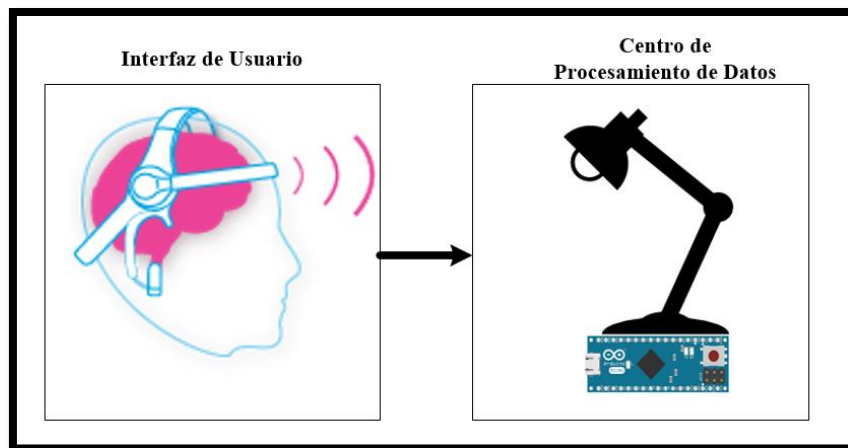 Interfaz de Usuario
Centro de
Procesamiento de Datos